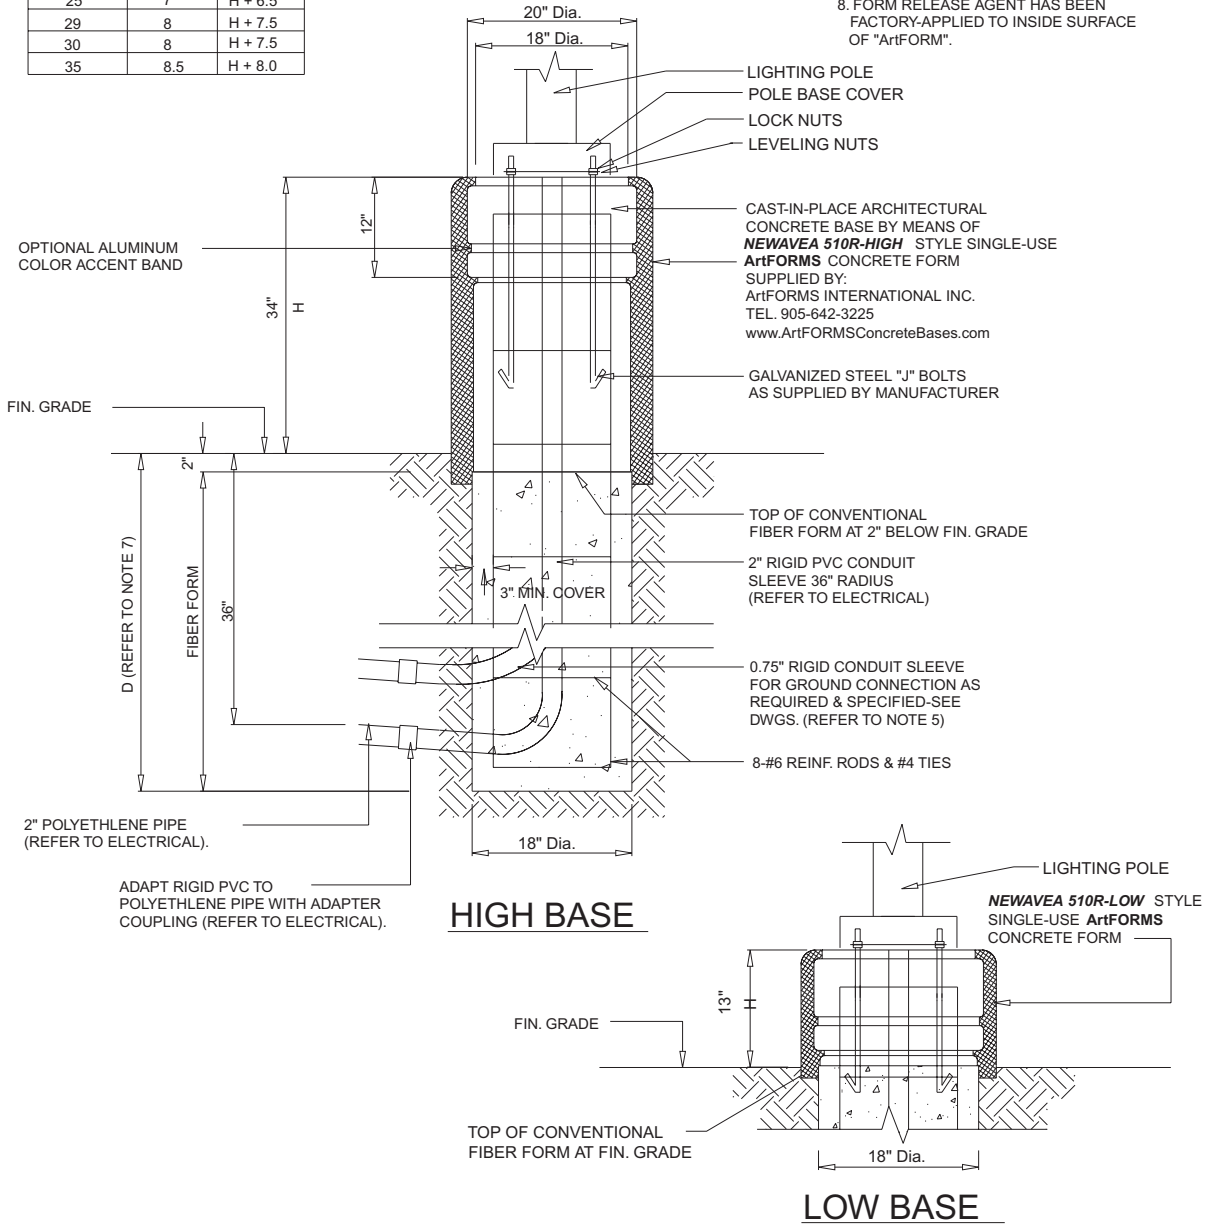 25 7 H + 6.5
29 8 H + 7.5
30 8 H + 7.5
35 8.5 H + 8.0
8. FORM RELEASE AGENT HAS BEEN
FACTORY-APPLIED TO INSIDE SURFACE
OF "ArtFORM".
20" Dia.
18" Dia.
LIGHTING POLE
POLE BASE COVER
LOCK NUTS
LEVELING NUTS
12"
34"
H
OPTIONAL ALUMINUM
COLOR ACCENT BAND
CAST-IN-PLACE ARCHITECTURAL
CONCRETE BASE BY MEANS OF
NEWAVEA 510R-HIGH STYLE SINGLE-USE
ArtFORMS CONCRETE FORM
SUPPLIED BY:
ArtFORMS INTERNATIONAL INC.
TEL. 905-642-3225
www.ArtFORMSConcreteBases.com
GALVANIZED STEEL "J" BOLTS
AS SUPPLIED BY MANUFACTURER
FIN. GRADE
2"
TOP OF CONVENTIONAL
FIBER FORM AT 2" BELOW FIN. GRADE
D (REFER TO NOTE 7)
FIBER FORM
36"
3" MIN. COVER
2" RIGID PVC CONDUIT
SLEEVE 36" RADIUS
(REFER TO ELECTRICAL)
0.75" RIGID CONDUIT SLEEVE
FOR GROUND CONNECTION AS
REQUIRED & SPECIFIED-SEE
DWGS. (REFER TO NOTE 5)
8-#6 REINF. RODS & #4 TIES
2" POLYETHLENE PIPE
(REFER TO ELECTRICAL).
18" Dia.
ADAPT RIGID PVC TO
POLYETHLENE PIPE WITH ADAPTER
COUPLING (REFER TO ELECTRICAL).
HIGH BASE
LIGHTING POLE
NEWAVEA 510R-LOW STYLE
SINGLE-USE ArtFORMS
CONCRETE FORM
13"
H
FIN. GRADE
TOP OF CONVENTIONAL
FIBER FORM AT FIN. GRADE
18" Dia.
LOW BASE